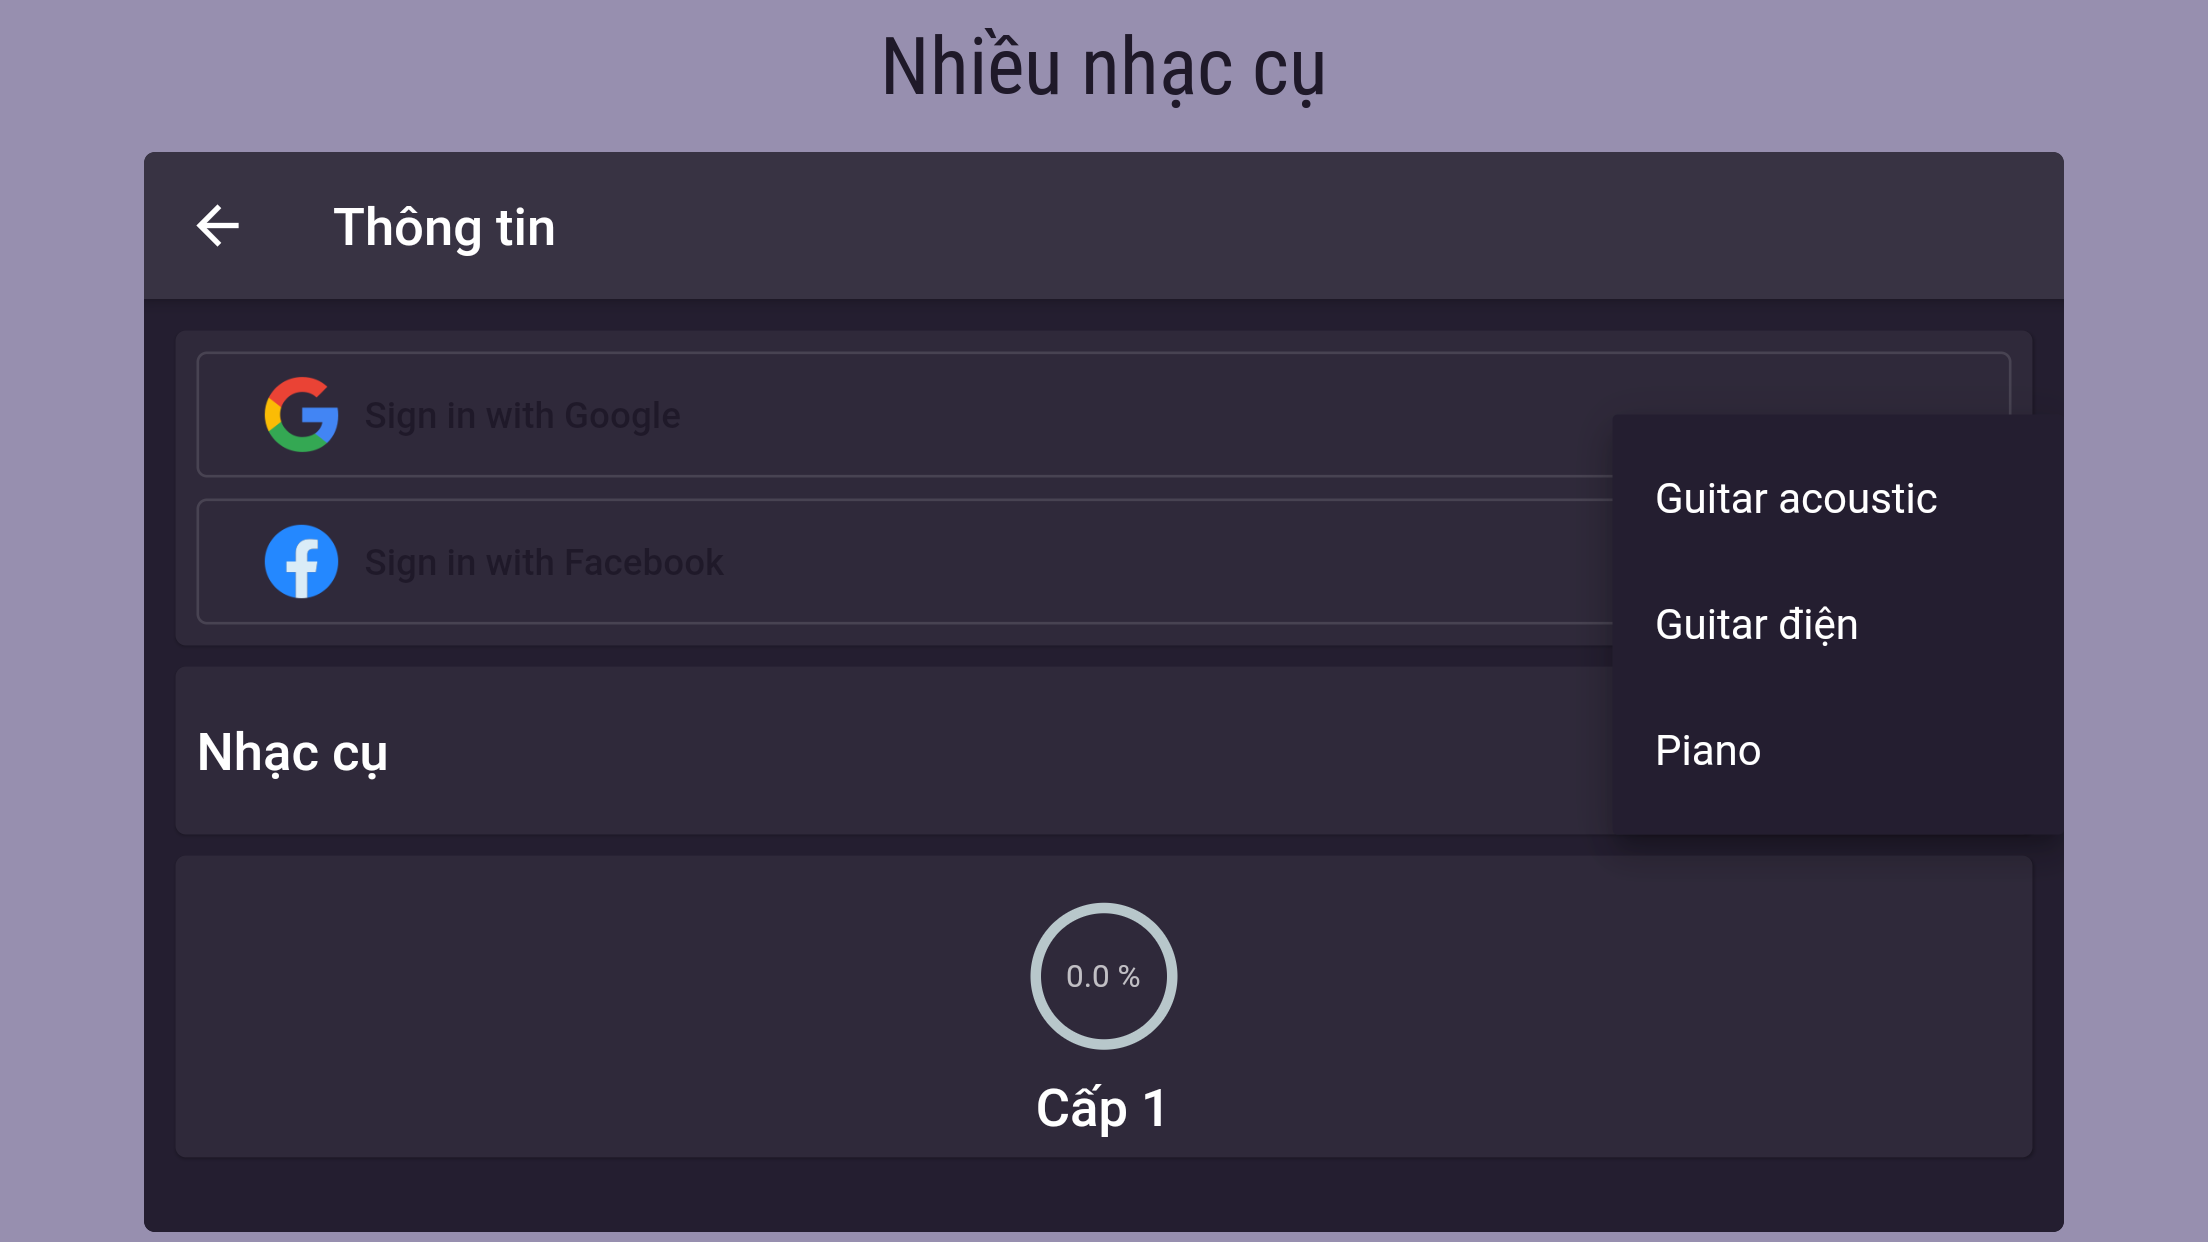 Nhiều nhạc cụ
Thông tin
Sign in with Google
Sign in with Facebook
Guitar acoustic
Guitar điện
Piano
Nhạc cụ
0.0 %
Cấp 1